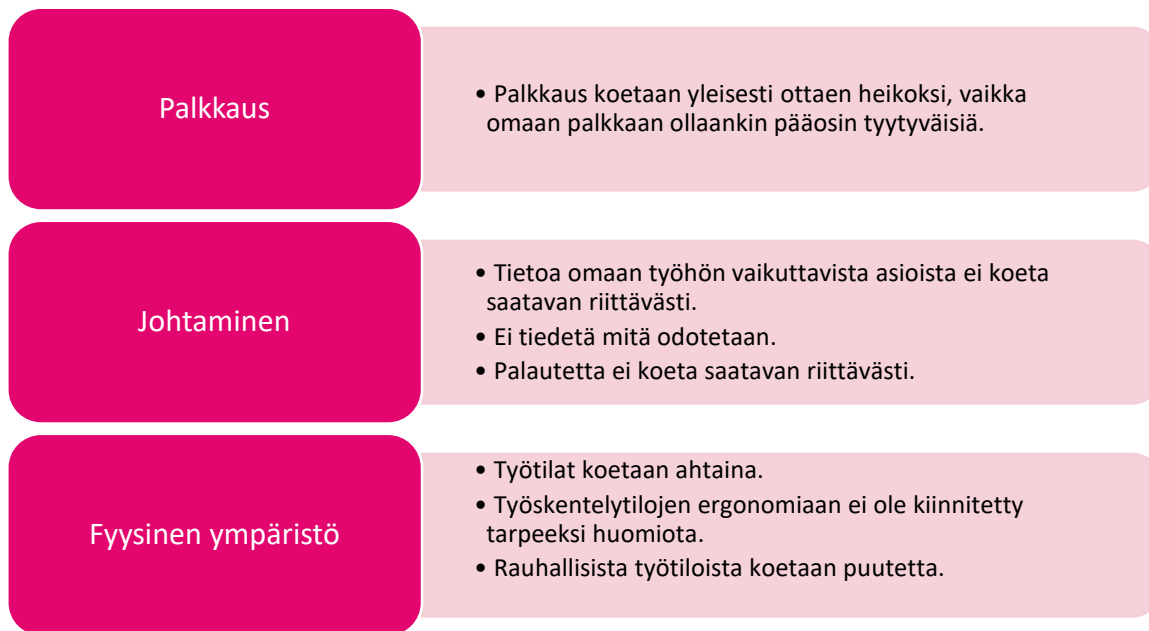 Palkkaus
• Palkkaus koetaan yleisesti ottaen heikoksi, vaikka
omaan palkkaan ollaankin pääosin tyytyväisiä.
Johtaminen
• Tietoa omaan työhön vaikuttavista asioista ei koeta
saatavan riittävästi.
• Ei tiedetä mitä odotetaan.
• Palautetta ei koeta saatavan riittävästi.
Fyysinen ympäristö
• Työtilat koetaan ahtaina.
• Työskentelytilojen ergonomiaan ei ole kiinnitetty
tarpeeksi huomiota.
• Rauhallisista työtiloista koetaan puutetta.